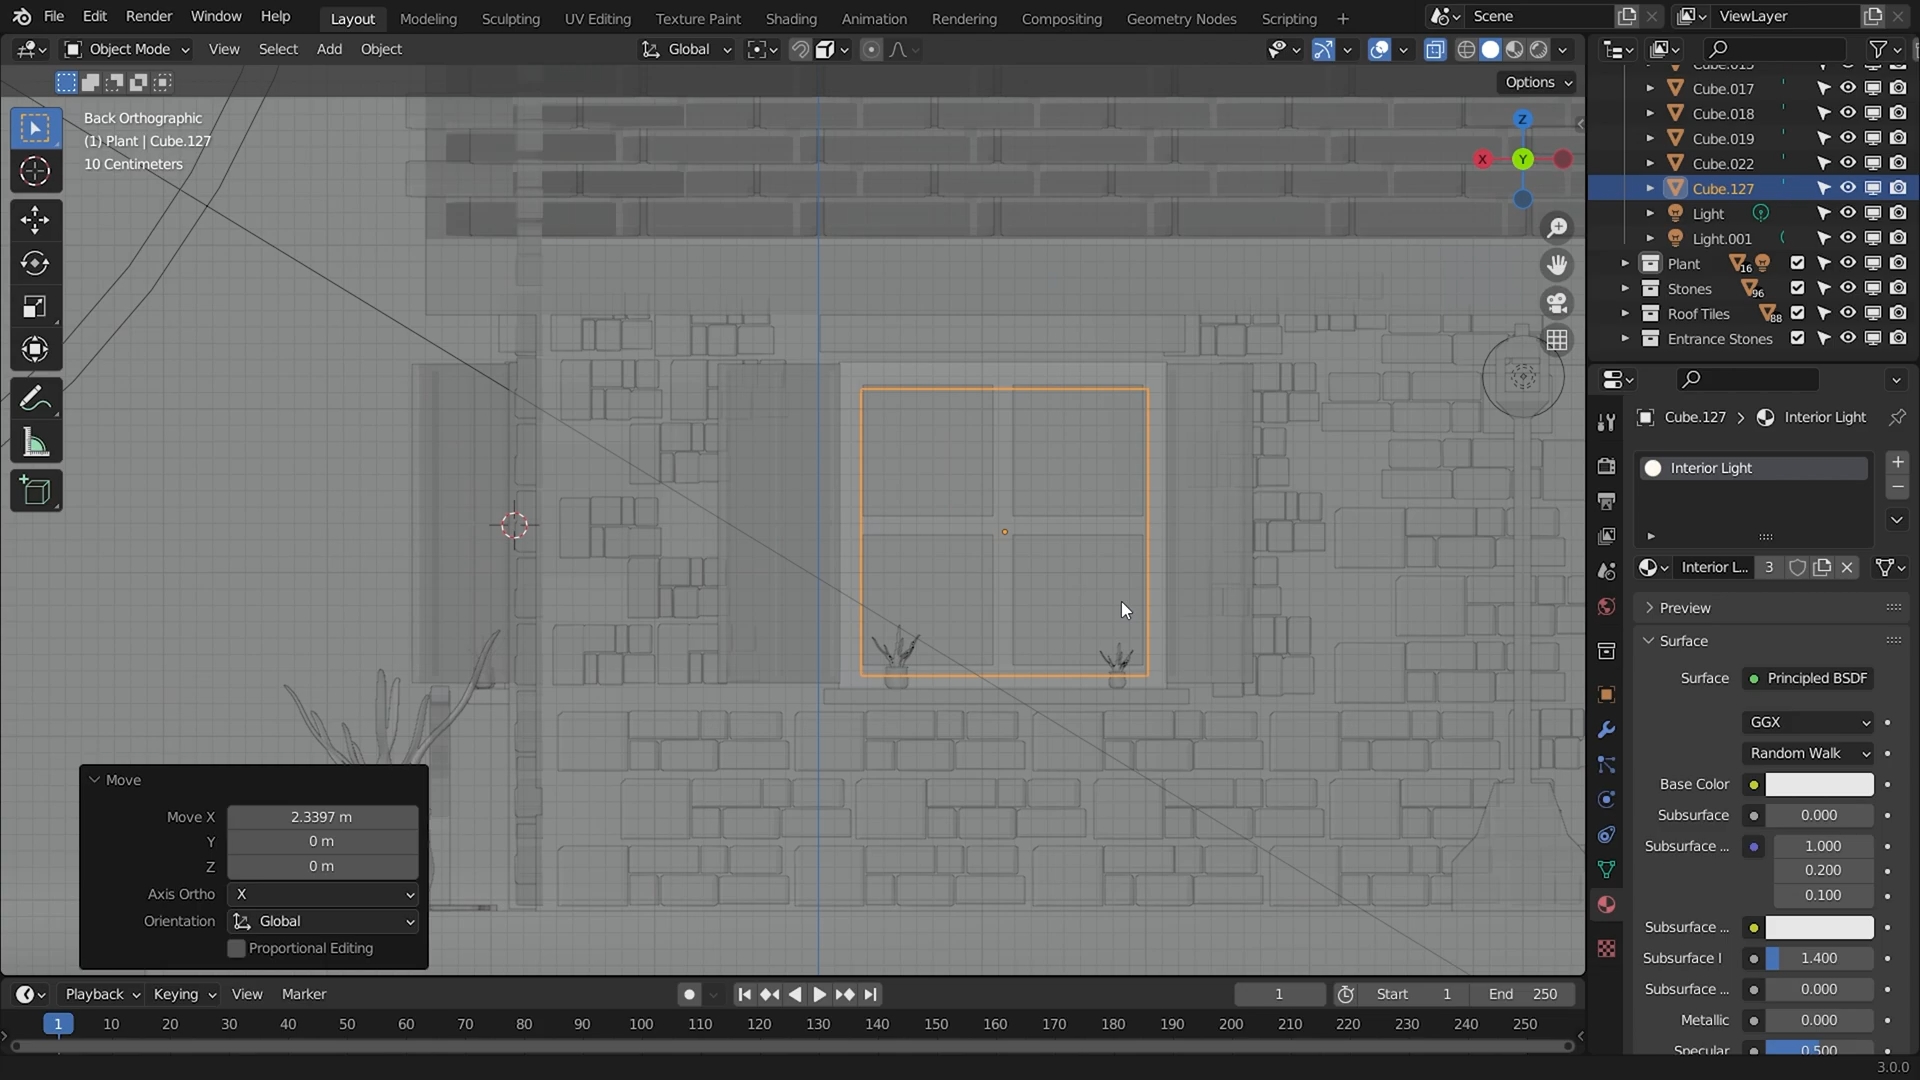 File Edit Render Window Help Layout Modeling Sculpting UV Editing Texture Paint Shading Animation Rendering Compositing Geometry Nodes Scripting + Scene ViewLayer
Object Mode View Select Add Object Global
Options
Back Orthographic
(1) Plant | Cube.127
10 Centimeters
Z
X
Y
Cube.017
Cube.018
Cube.019
Cube.022
Cube.127
Light
Light.001
Plant 16
Stones 96
Roof Tiles 88
Entrance Stones
Cube.127 > Interior Light
Interior Light
Interior L... 3
Preview
Surface
Surface Principled BSDF
GGX
Random Walk
Base Color
Subsurface 0.000
Subsurface ... 1.000
0.200
0.100
Subsurface ...
Subsurface I 1.400
Subsurface ... 0.000
Metallic 0.000
Specular 0.500
Move
Move X 2.3397 m
Y 0 m
Z 0 m
Axis Ortho X
Orientation Global
Proportional Editing
Playback Keying View Marker 1 Start 1 End 250
1 10 20 30 40 50 60 70 80 90 100 110 120 130 140 150 160 170 180 190 200 210 220 230 240 250
3.0.0